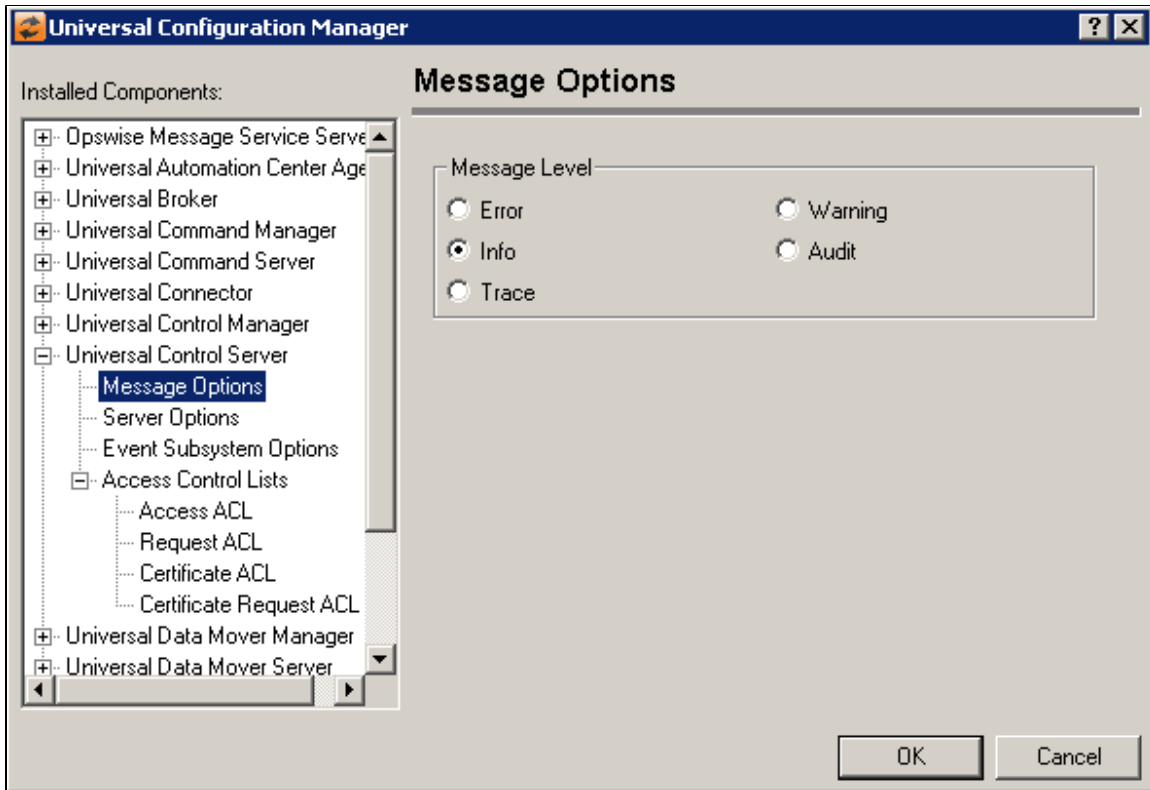 Universal Configuration Manager
Installed Components:
Opswise Message Service Serve
Universal Automation Center Age
Universal Broker
Universal Command Manager
Universal Command Server
Universal Connector
Universal Control Manager
Universal Control Server
Message Options
Server Options
Event Subsystem Options
Access Control Lists
Access ACL
Request ACL
Certificate ACL
Certificate Request ACL
Universal Data Mover Manager
Universal Data Mover Server
Message Options
Message Level
Error
Warning
Info
Audit
Trace
OK
Cancel